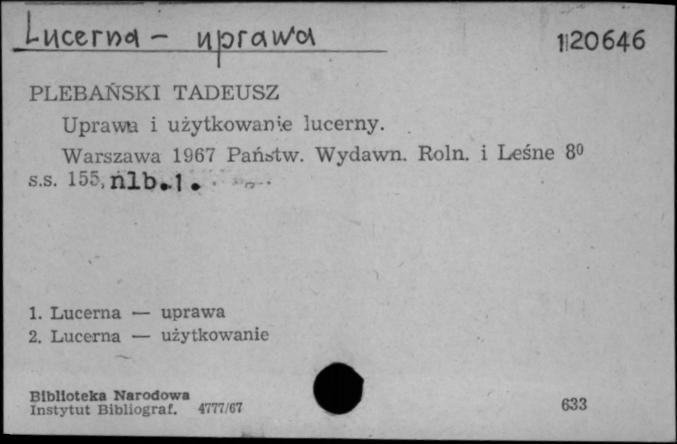 Lucerna - uprawa
1120646
PLEBAŃSKI TADEUSZ
Uprawa i użytkowanie lucerny.
Warszawa 1967 Państw. Wydawn. Roln. i Leśne 8⁰
s.s. 155, nlb. 1.
1. Lucerna — uprawa
2. Lucerna — użytkowanie
Biblioteka Narodowa
Instytut Bibliograf. 4777/67
633